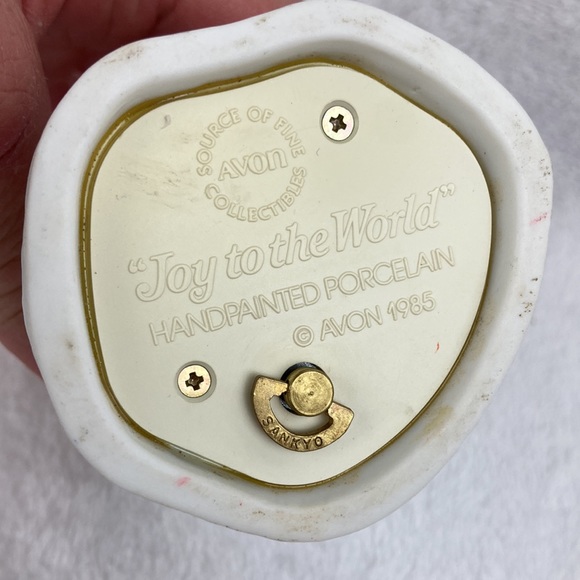 SOURCE OF FINE
AVON
COLLECTIBLES
"Joy to the World"
HANDPAINTED PORCELAIN
© AVON 1985
SANKYO